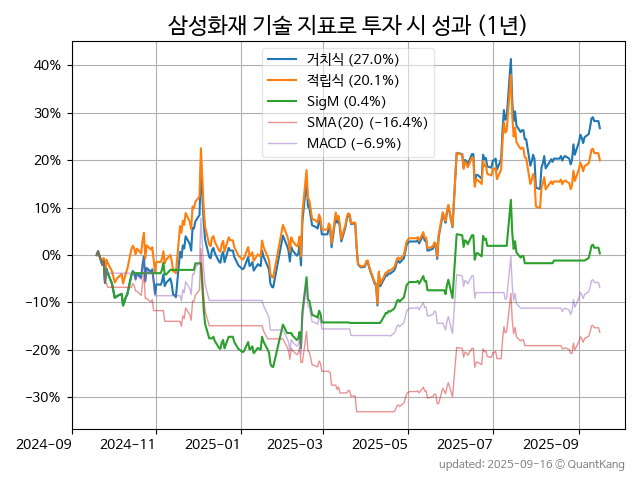 삼성화재 기술 지표로 투자 시 성과 (1년)
거치식 (27.0%)
적립식 (20.1%)
SigM (0.4%)
SMA(20) (−16.4%)
MACD (−6.9%)
40%
30%
20%
10%
0%
−10%
−20%
−30%
2024-09 2024-11 2025-01 2025-03 2025-05 2025-07 2025-09
updated: 2025-09-16 © QuantKang